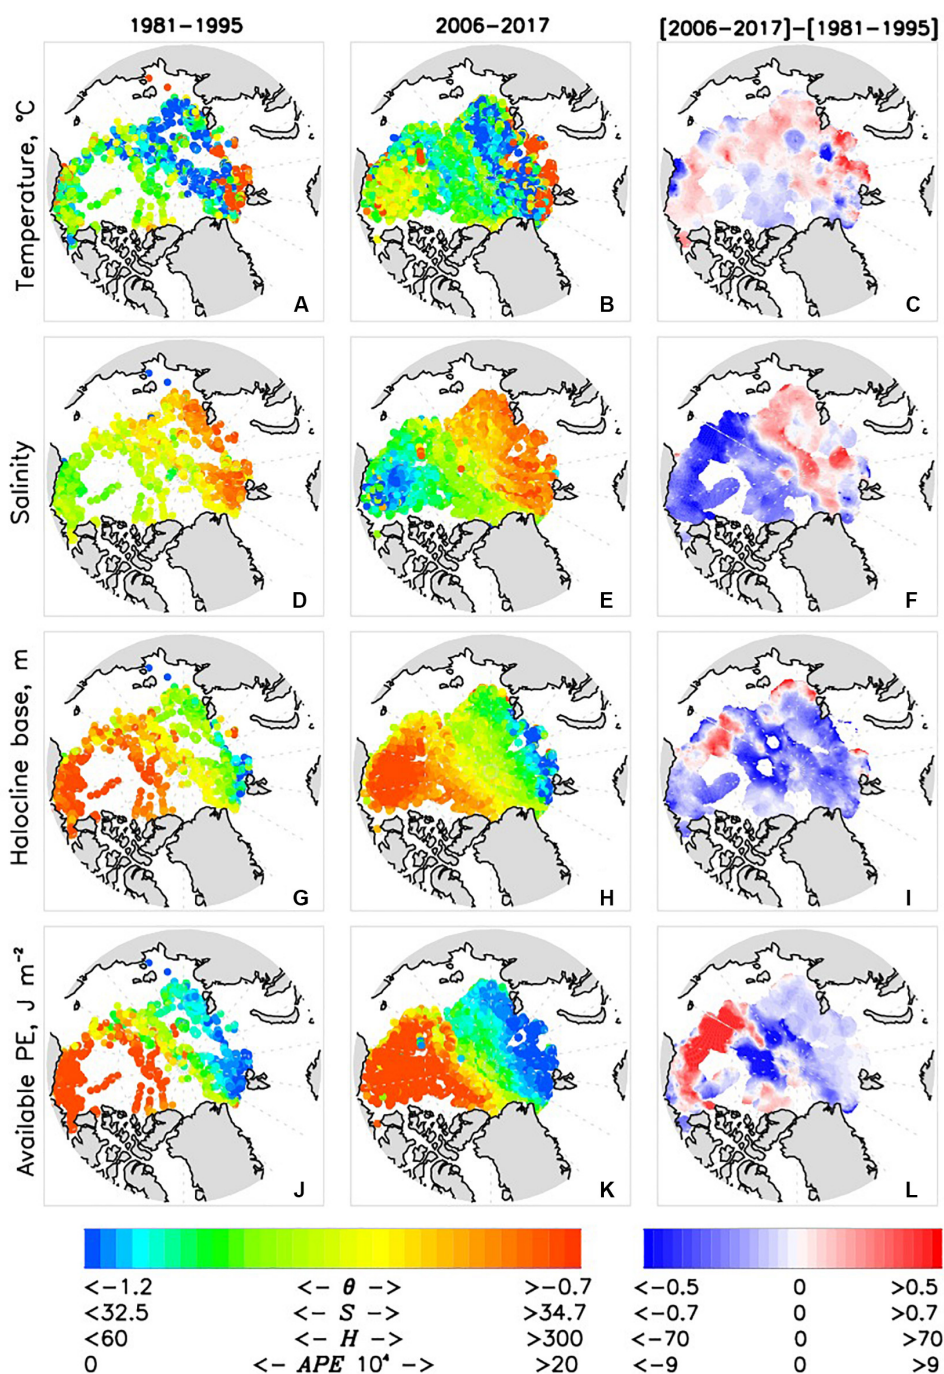 1981-1995 2006-2017 [2006-2017]-[1981-1995]
Temperature, °C
A B C
Salinity
D E F
Halocline base, m
G H I
Available PE, J m⁻²
J K L
<-1.2 <- θ -> >-0.7 <-0.5 0 >0.5
<32.5 <- S -> >34.7 <-0.7 0 >0.7
<60 <- H -> >300 <-70 0 >70
0 <- APE 10⁴ -> >20 <-9 0 >9